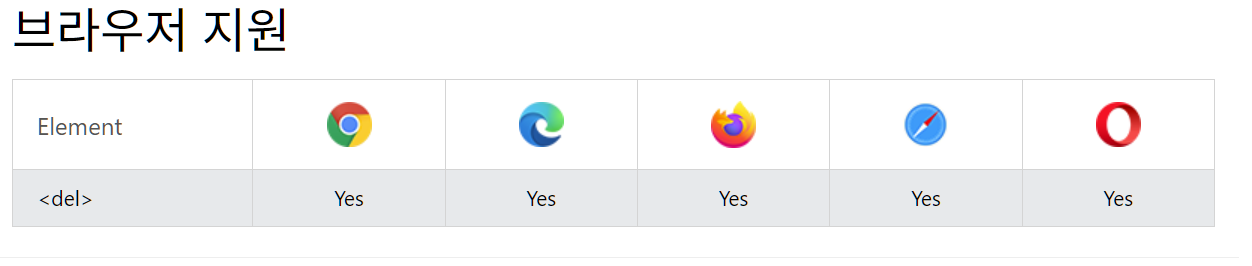 브라우저 지원
Element
<del> Yes Yes Yes Yes Yes